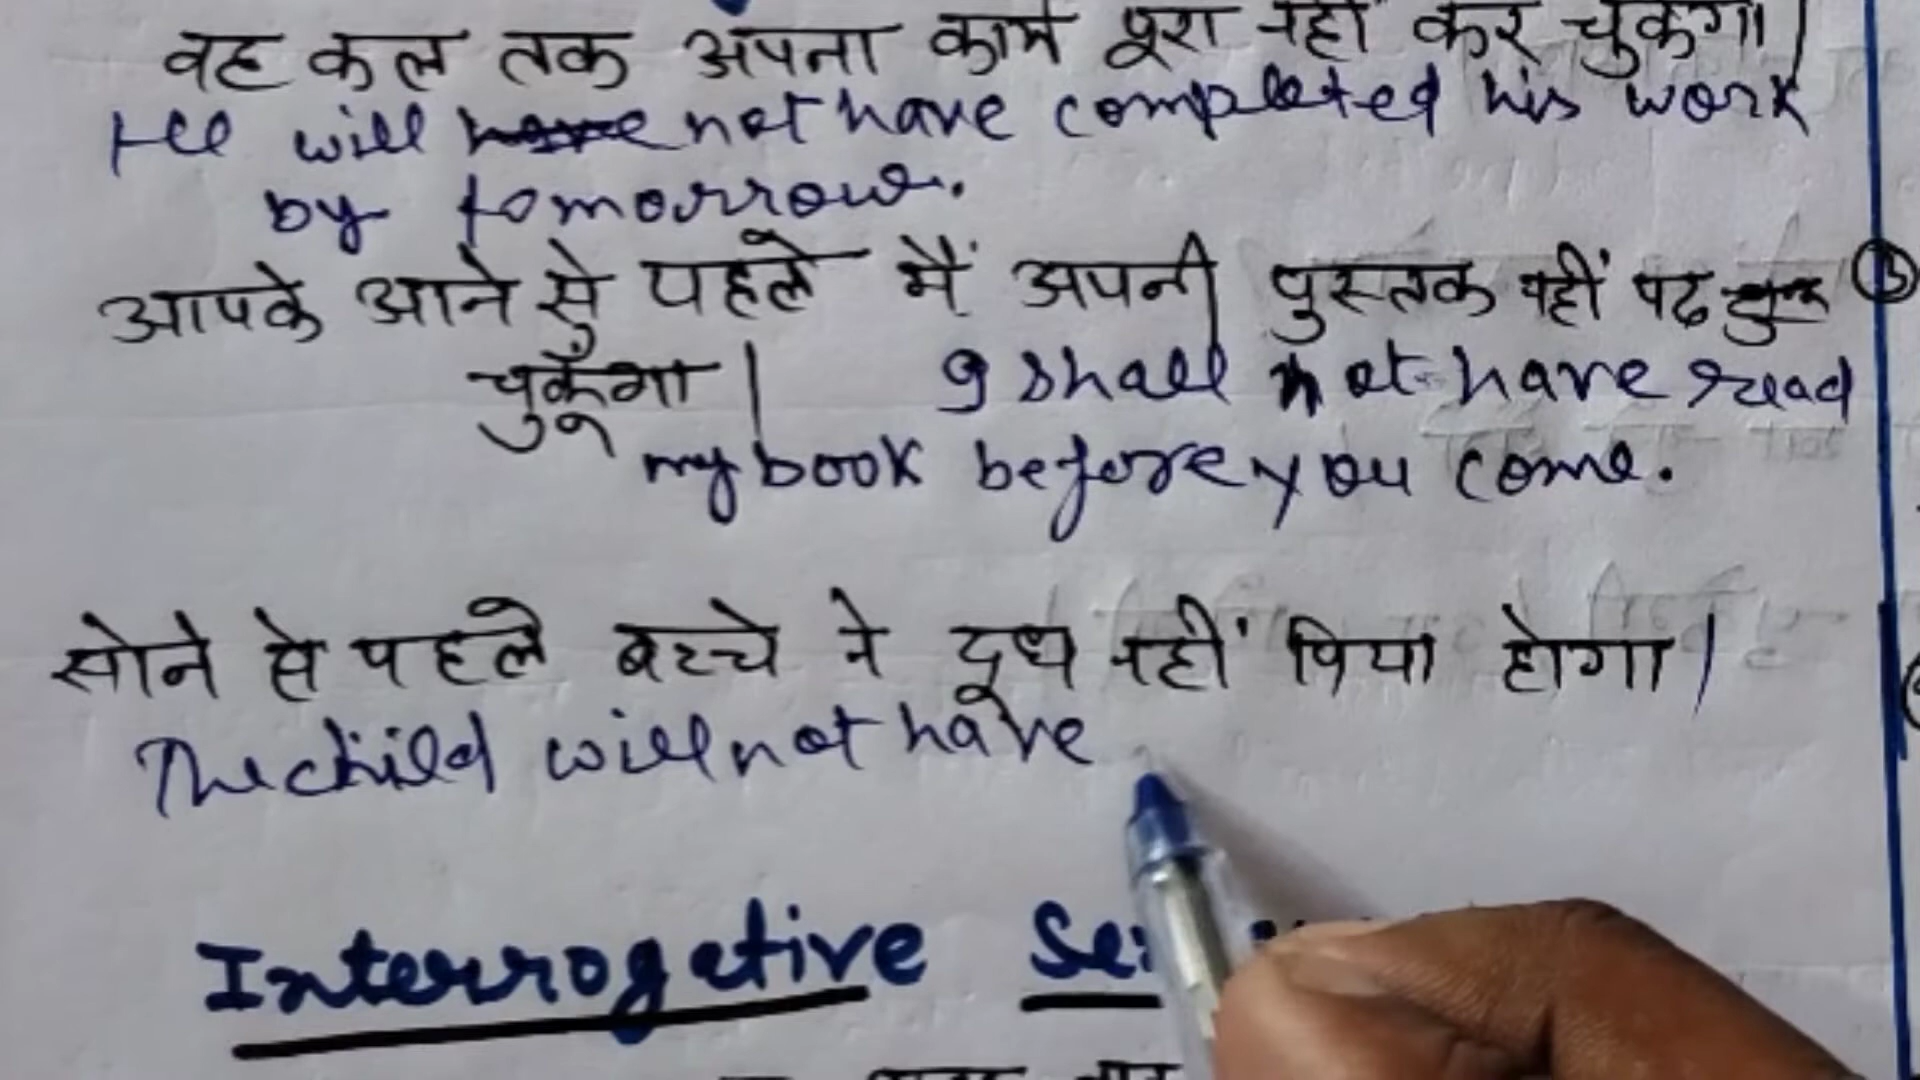 वह कल तक अपना कार्य पूरा नहीं कर चुकेगा।
He will not have completed his work
by tomorrow.
आपके आने से पहले मैं अपनी पुस्तक नहीं पढ़
चुकूँगा। I shall not have read
my book before you come.
सोने से पहले बच्चे ने दूध नहीं पिया होगा।
The child will not have
Interrogative